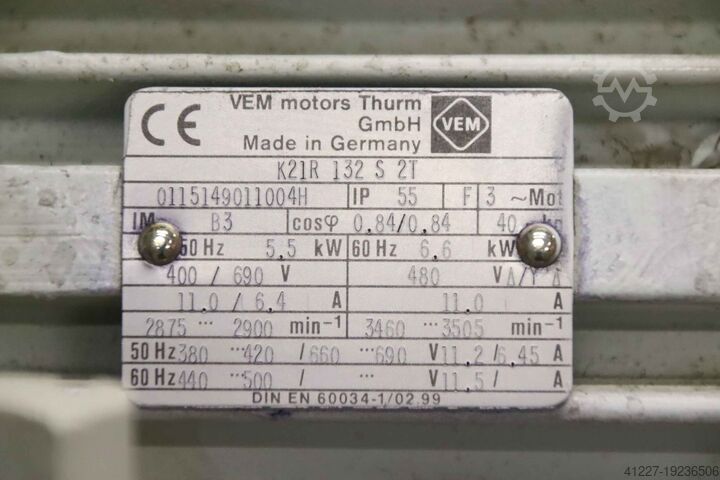 VEM motors Thurm
GmbH
Made in Germany
VEM
CE
K21R 132 S 2T
0115149011004H IP 55 F 3 ~Mot
IM B3 cosφ 0.84/0.84 40 kg
50 Hz 5,5 kW 60 Hz 6,6 kW
400 / 690 V 480 V Δ/Y Δ
11.0 / 6.4 A 11.0 A
2875 ... 2900 min-1 3460 ... 3505 min-1
50 Hz 380 ... 420 / 660 ... 690 V 11.2 / 6.45 A
60 Hz 440 ... 500 / V 11.5 / A
DIN EN 60034-1/02.99
41227-19236506